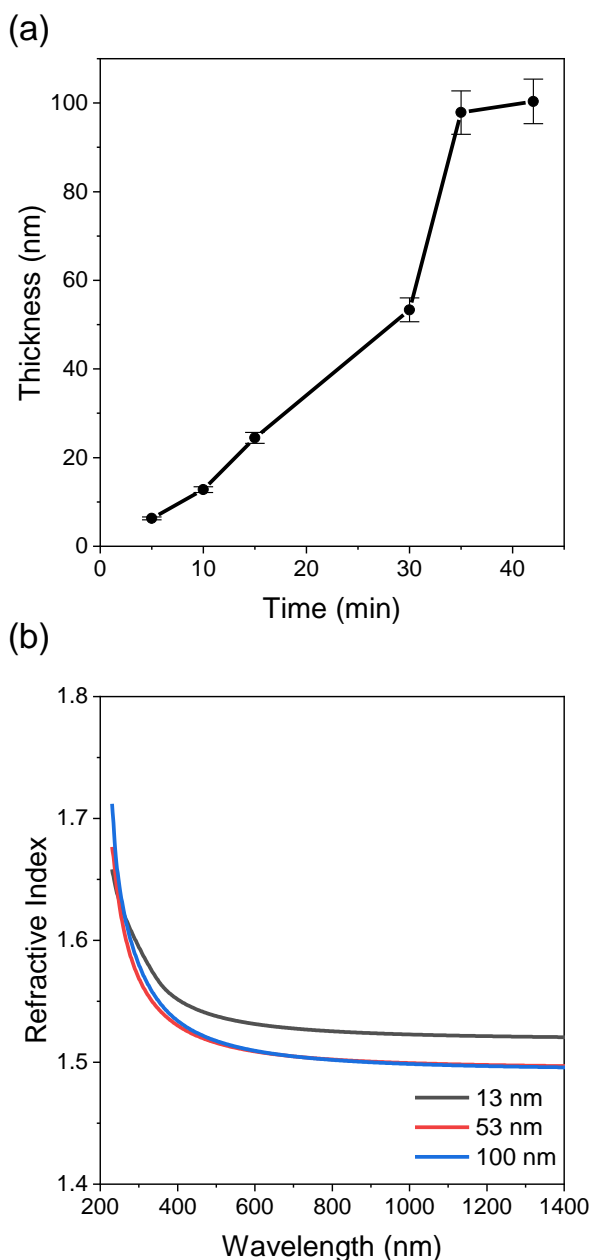 (a)
100
80
60
40
20
0
Thickness (nm)
0 10 20 30 40
Time (min)
(b)
1.8
1.7
1.6
1.5
1.4
Refractive Index
13 nm
53 nm
100 nm
200 400 600 800 1000 1200 1400
Wavelength (nm)